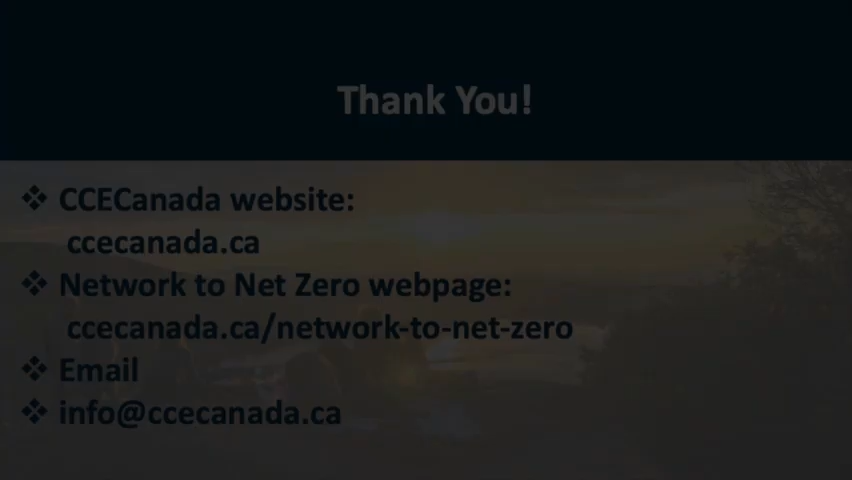 Thank You!
❖ CCECanada website:
ccecanada.ca
❖ Network to Net Zero webpage:
ccecanada.ca/network-to-net-zero
❖ Email
❖ info@ccecanada.ca